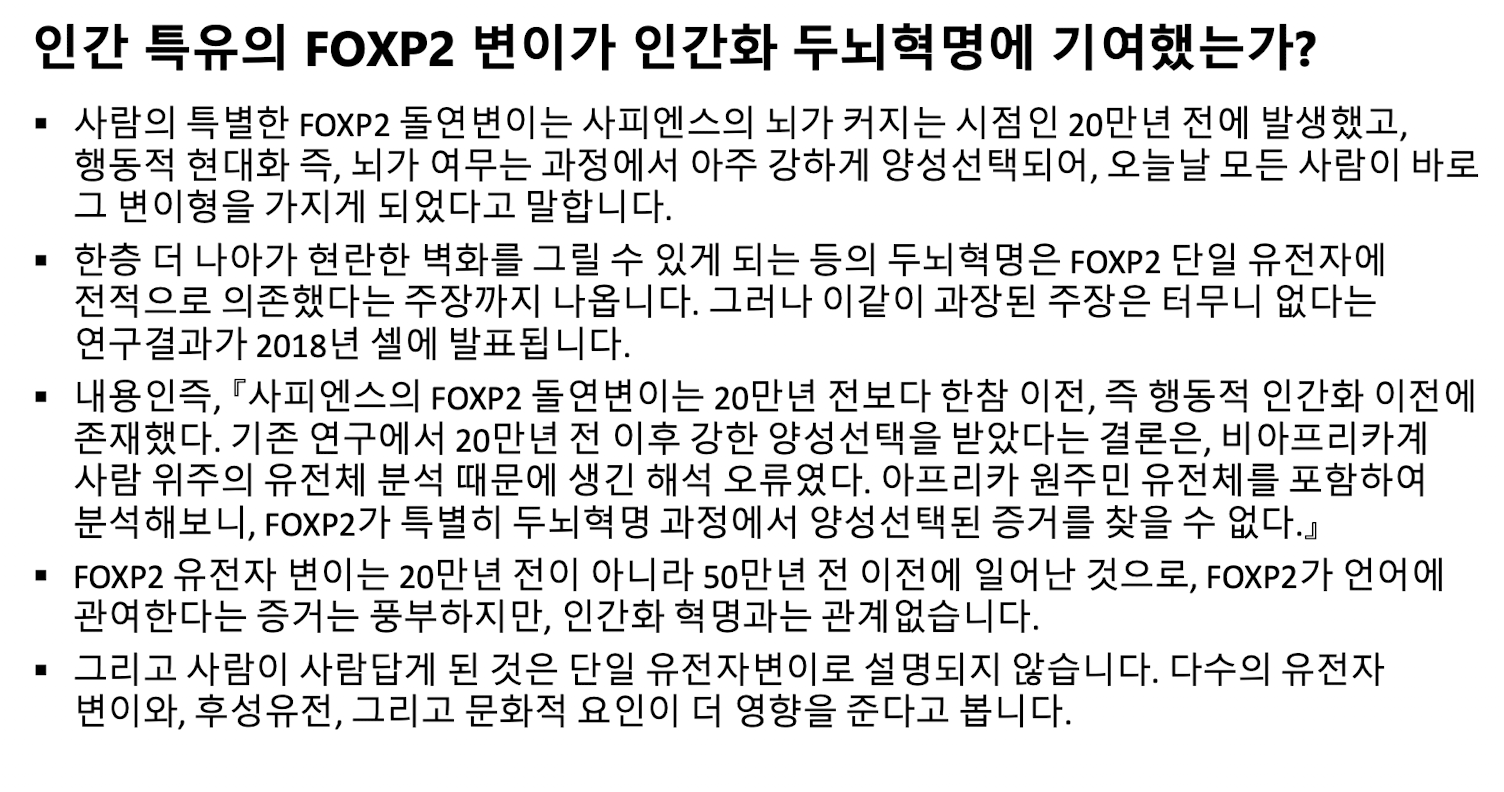 인간 특유의 FOXP2 변이가 인간화 두뇌혁명에 기여했는가?
▪ 사람의 특별한 FOXP2 돌연변이는 사피엔스의 뇌가 커지는 시점인 20만년 전에 발생했고,
행동적 현대화 즉, 뇌가 여무는 과정에서 아주 강하게 양성선택되어, 오늘날 모든 사람이 바로
그 변이형을 가지게 되었다고 말합니다.
▪ 한층 더 나아가 현란한 벽화를 그릴 수 있게 되는 등의 두뇌혁명은 FOXP2 단일 유전자에
전적으로 의존했다는 주장까지 나옵니다. 그러나 이같이 과장된 주장은 터무니 없다는
연구결과가 2018년 셀에 발표됩니다.
▪ 내용인즉, 『사피엔스의 FOXP2 돌연변이는 20만년 전보다 한참 이전, 즉 행동적 인간화 이전에
존재했다. 기존 연구에서 20만년 전 이후 강한 양성선택을 받았다는 결론은, 비아프리카계
사람 위주의 유전체 분석 때문에 생긴 해석 오류였다. 아프리카 원주민 유전체를 포함하여
분석해보니, FOXP2가 특별히 두뇌혁명 과정에서 양성선택된 증거를 찾을 수 없다.』
▪ FOXP2 유전자 변이는 20만년 전이 아니라 50만년 전 이전에 일어난 것으로, FOXP2가 언어에
관여한다는 증거는 풍부하지만, 인간화 혁명과는 관계없습니다.
▪ 그리고 사람이 사람답게 된 것은 단일 유전자변이로 설명되지 않습니다. 다수의 유전자
변이와, 후성유전, 그리고 문화적 요인이 더 영향을 준다고 봅니다.